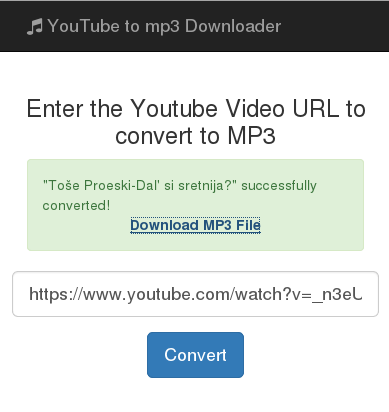 YouTube to mp3 Downloader
Enter the Youtube Video URL to
convert to MP3
"Toše Proeski-Dal' si sretnija?" successfully
converted!
Download MP3 File
https://www.youtube.com/watch?v=_n3eU
Convert